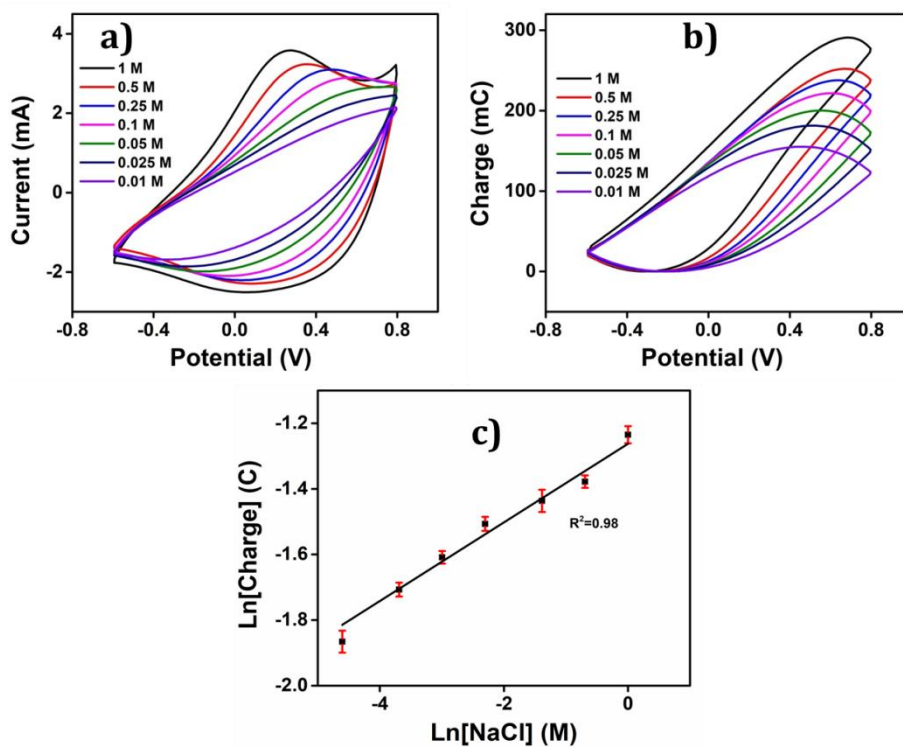 a)
1 M
0.5 M
0.25 M
0.1 M
0.05 M
0.025 M
0.01 M
4
2
0
-2
-0.8
-0.4
0.0
0.4
0.8
Current (mA)
Potential (V)
b)
1 M
0.5 M
0.25 M
0.1 M
0.05 M
0.025 M
0.01 M
300
200
100
0
-0.8
-0.4
0.0
0.4
0.8
Charge (mC)
Potential (V)
c)
R²=0.98
-1.2
-1.4
-1.6
-1.8
-2.0
-4
-2
0
Ln[Charge] (C)
Ln[NaCl] (M)